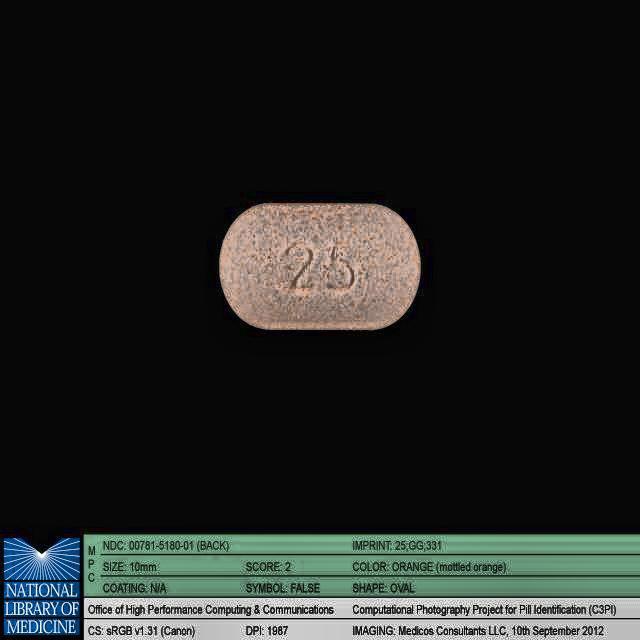 25
NDC: 00781-5180-01 (BACK) IMPRINT: 25;GG;331
MPC
SIZE: 10mm SCORE: 2 COLOR: ORANGE (mottled orange)
COATING: N/A SYMBOL: FALSE SHAPE: OVAL
NATIONAL
LIBRARY OF
MEDICINE
Office of High Performance Computing & Communications Computational Photography Project for Pill Identification (C3PI)
CS: sRGB v1.31 (Canon) DPI: 1987 IMAGING: Medicos Consultants LLC, 10th September 2012